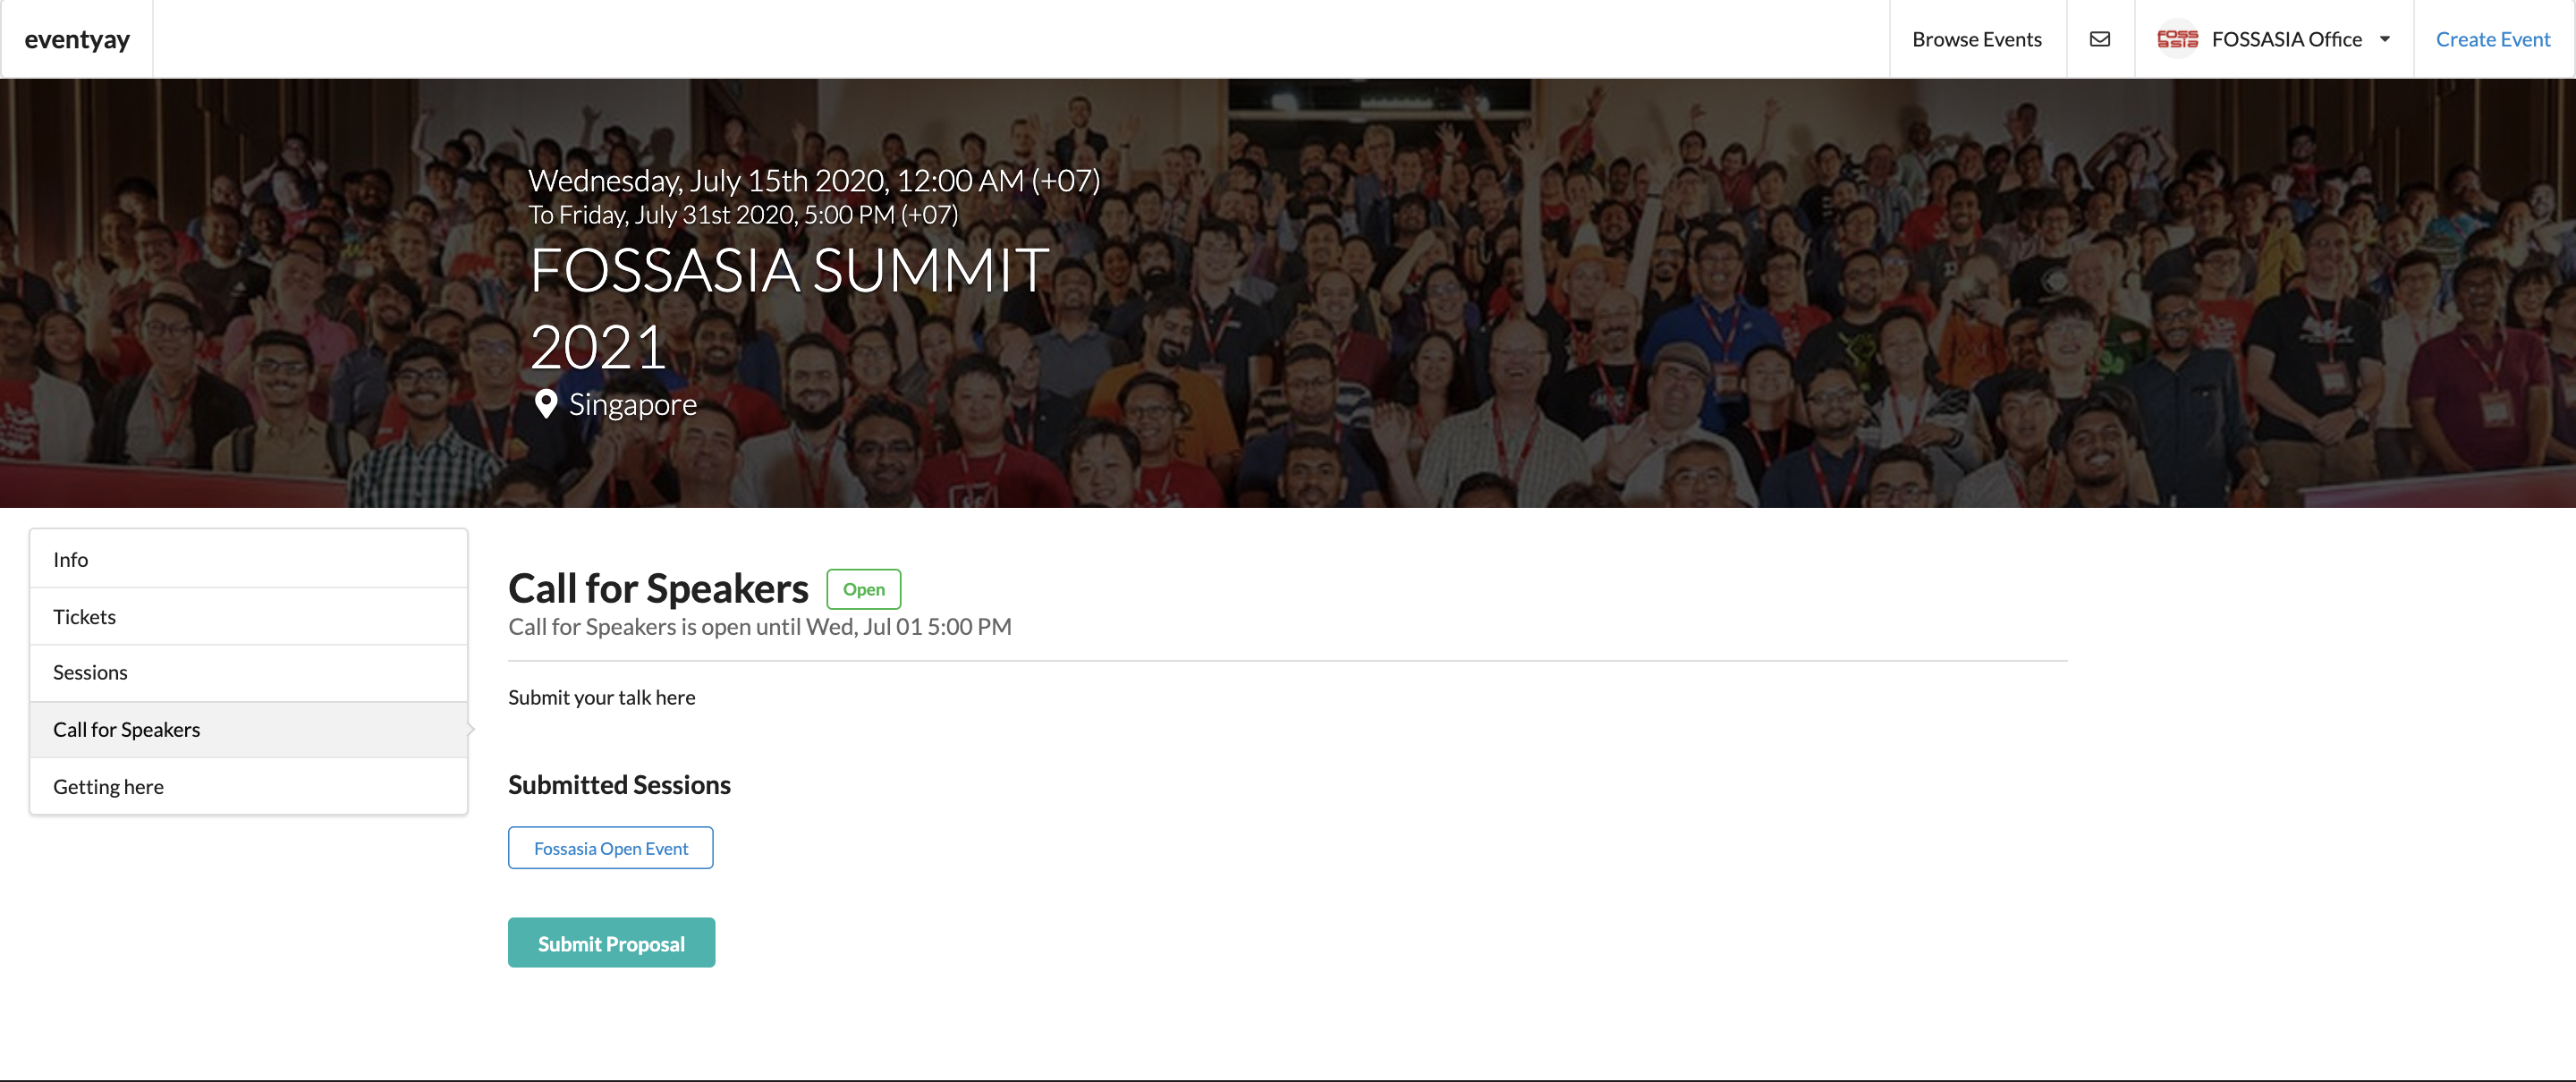 eventyay
Browse Events
FOSS
ASIA
FOSSASIA Office
Create Event
Wednesday, July 15th 2020, 12:00 AM (+07)
To Friday, July 31st 2020, 5:00 PM (+07)
FOSSASIA SUMMIT
2021
Singapore
Info
Tickets
Sessions
Call for Speakers
Getting here
Call for Speakers Open
Call for Speakers is open until Wed, Jul 01 5:00 PM
Submit your talk here
Submitted Sessions
Fossasia Open Event
Submit Proposal